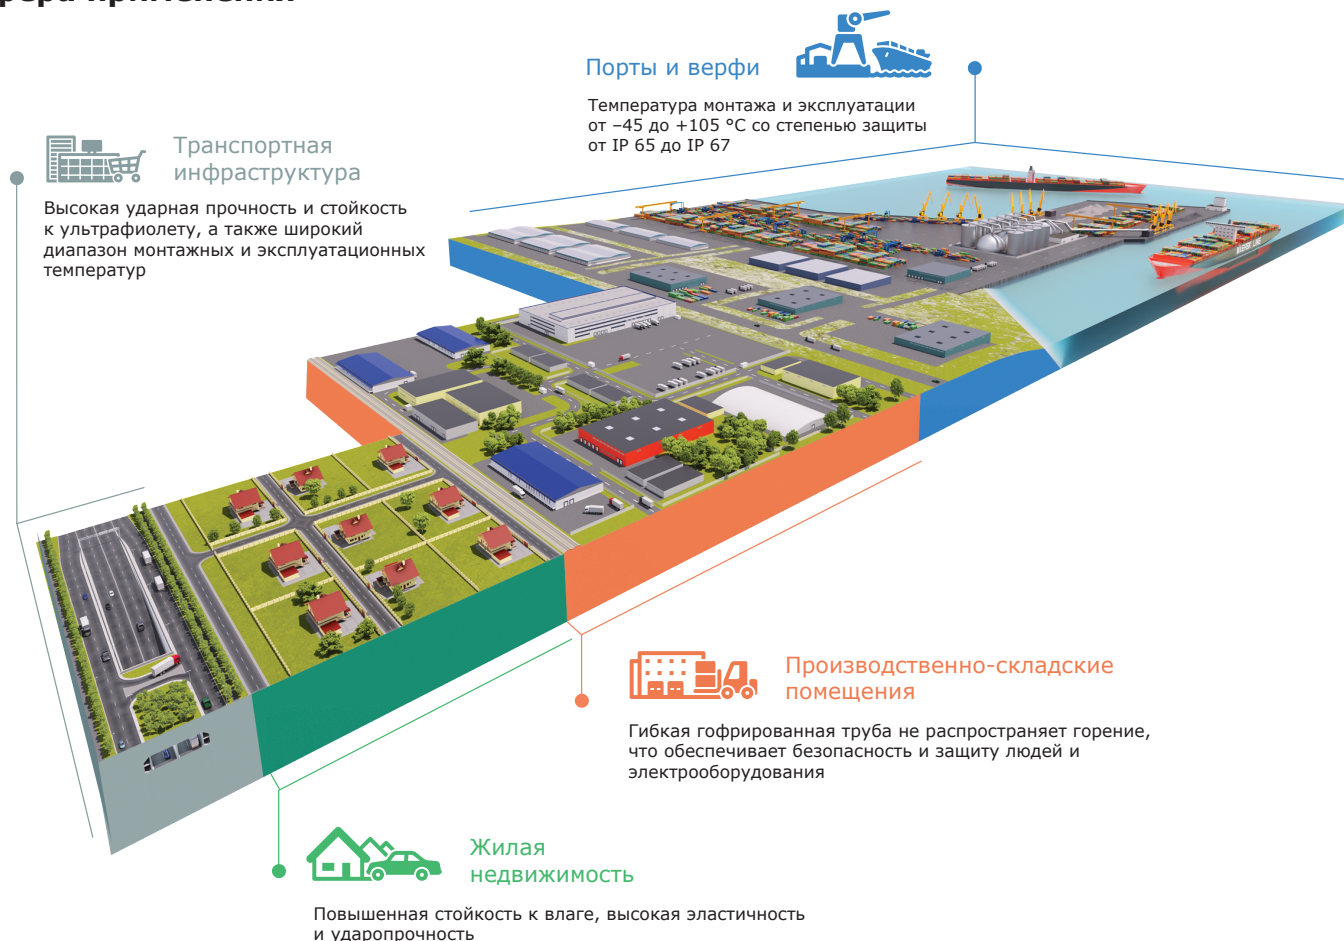 применения
Порты и верфи
Температура монтажа и эксплуатации
от –45 до +105 °C со степенью защиты
от IP 65 до IP 67
Транспортная
инфраструктура
Высокая ударная прочность и стойкость
к ультрафиолету, а также широкий
диапазон монтажных и эксплуатационных
температур
Производственно-складские
помещения
Гибкая гофрированная труба не распространяет горение,
что обеспечивает безопасность и защиту людей и
электрооборудования
Жилая
недвижимость
Повышенная стойкость к влаге, высокая эластичность
и ударопрочность